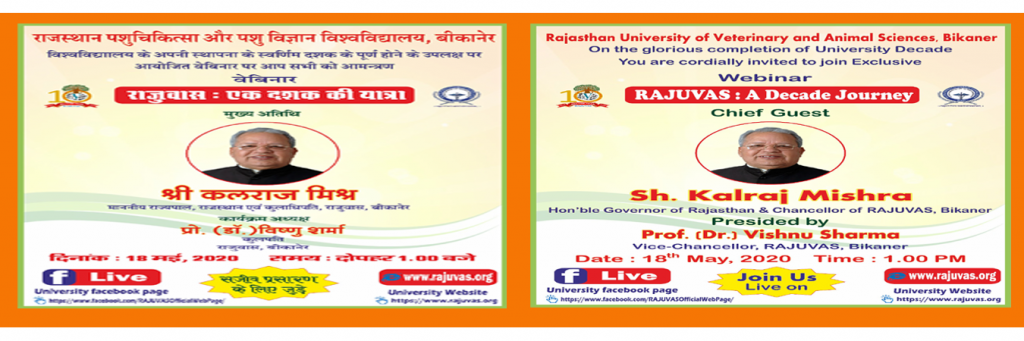 राजस्थान पशुचिकित्सा और पशु विज्ञान विश्वविद्यालय, बीकानेर
विश्वविद्याालय के अपनी स्थापना के स्वर्णिम दशक के पूर्ण होने के उपलक्ष पर
आयोजित वेबिनार पर आप सभी को आमन्त्रण
वेबिनार
राजुवास : एक दशक की यात्रा
मुख्य अतिथि
श्री कलराज मिश्र
माननीय राज्यपाल, राजस्थान एवं कुलाधिपति, राजुवास, बीकानेर
कार्यक्रम अध्यक्ष
प्रो. (डॉ.) विष्णु शर्मा
कुलपति
राजुवास, बीकानेर
दिनांक : 18 मई, 2020 समय : दोपहर 1.00 बजे
f Live
University facebook page
https://www.facebook.com/RAJUVASOfficialWebPage/
सजीव प्रसारण
के लिए जुड़े
www.rajuvas.org
University Website
https://www.rajuvas.org
Rajasthan University of Veterinary and Animal Sciences, Bikaner
On the glorious completion of University Decade
You are cordially invited to join Exclusive
Webinar
RAJUVAS : A Decade Journey
Chief Guest
Sh. Kalraj Mishra
Hon'ble Governor of Rajasthan & Chancellor of RAJUVAS, Bikaner
Presided by
Prof. (Dr.) Vishnu Sharma
Vice-Chancellor, RAJUVAS, Bikaner
Date : 18th May, 2020 Time : 1.00 PM
f Live
University facebook page
https://www.facebook.com/RAJUVASOfficialWebPage/
Join Us
Live on
www.rajuvas.org
University Website
https://www.rajuvas.org